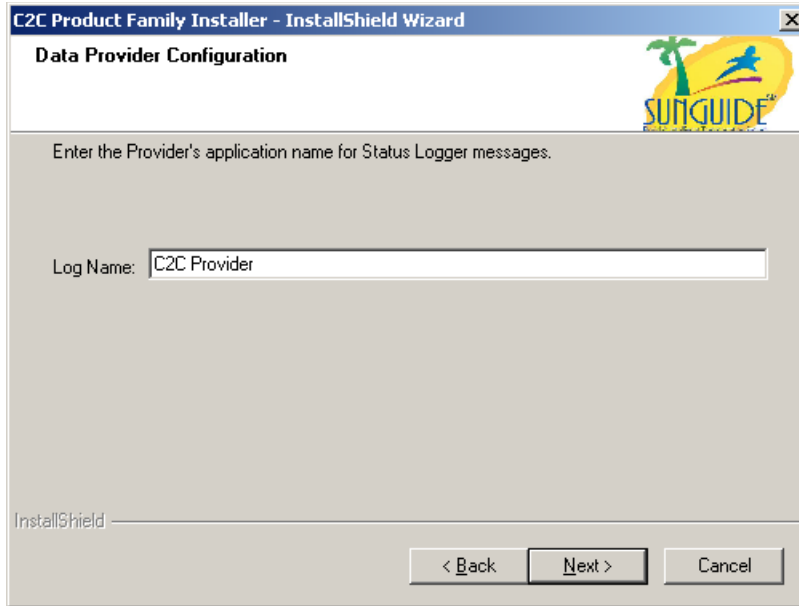 C2C Product Family Installer - InstallShield Wizard
Data Provider Configuration
SUNGUIDE
Enter the Provider's application name for Status Logger messages.
Log Name: C2C Provider
InstallShield
< Back Next > Cancel